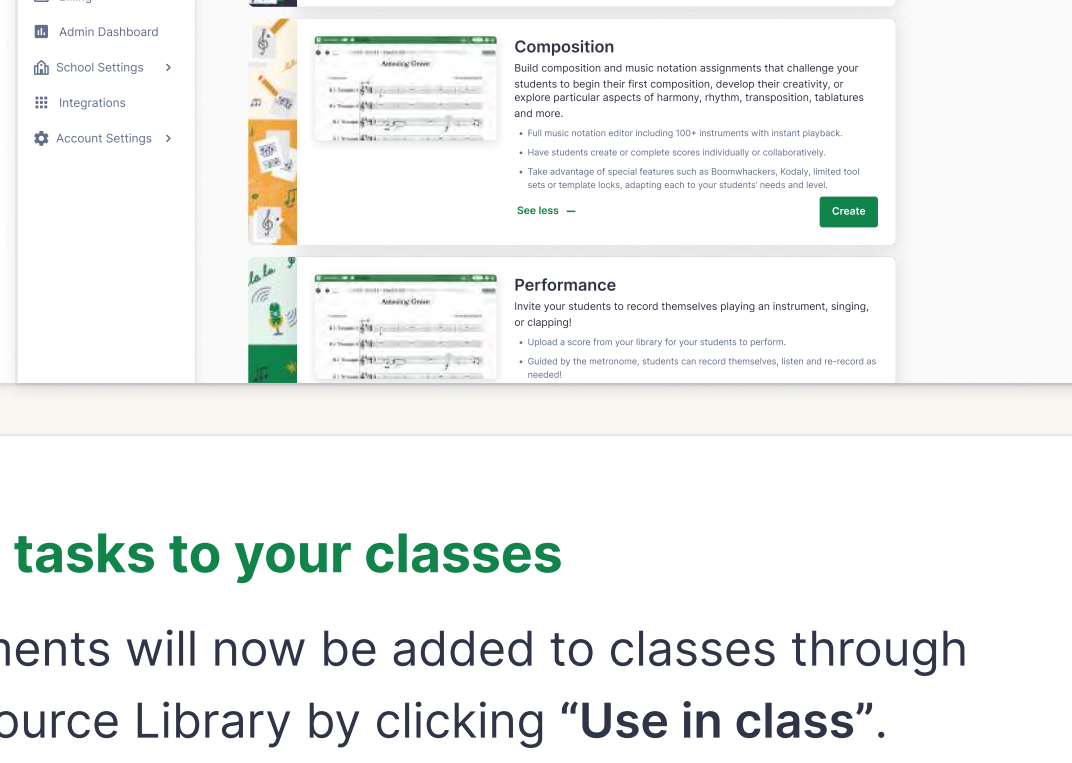 Admin Dashboard
School Settings
Integrations
Account Settings
Amazing Grace
Composition
Build composition and music notation assignments that challenge your
students to begin their first composition, develop their creativity, or
explore particular aspects of harmony, rhythm, transposition, tablatures
and more.
• Full music notation editor including 100+ instruments with instant playback.
• Have students create or complete scores individually or collaboratively.
• Take advantage of special features such as Boomwhackers, Kodaly, limited tool
sets or template locks, adapting each to your students' needs and level.
See less
Create
la la
Amazing Grace
Performance
Invite your students to record themselves playing an instrument, singing,
or clapping!
• Upload a score from your library for your students to perform.
• Guided by the metronome, students can record themselves, listen and re-record as
needed!
tasks to your classes
ments will now be added to classes through
ource Library by clicking “Use in class”.